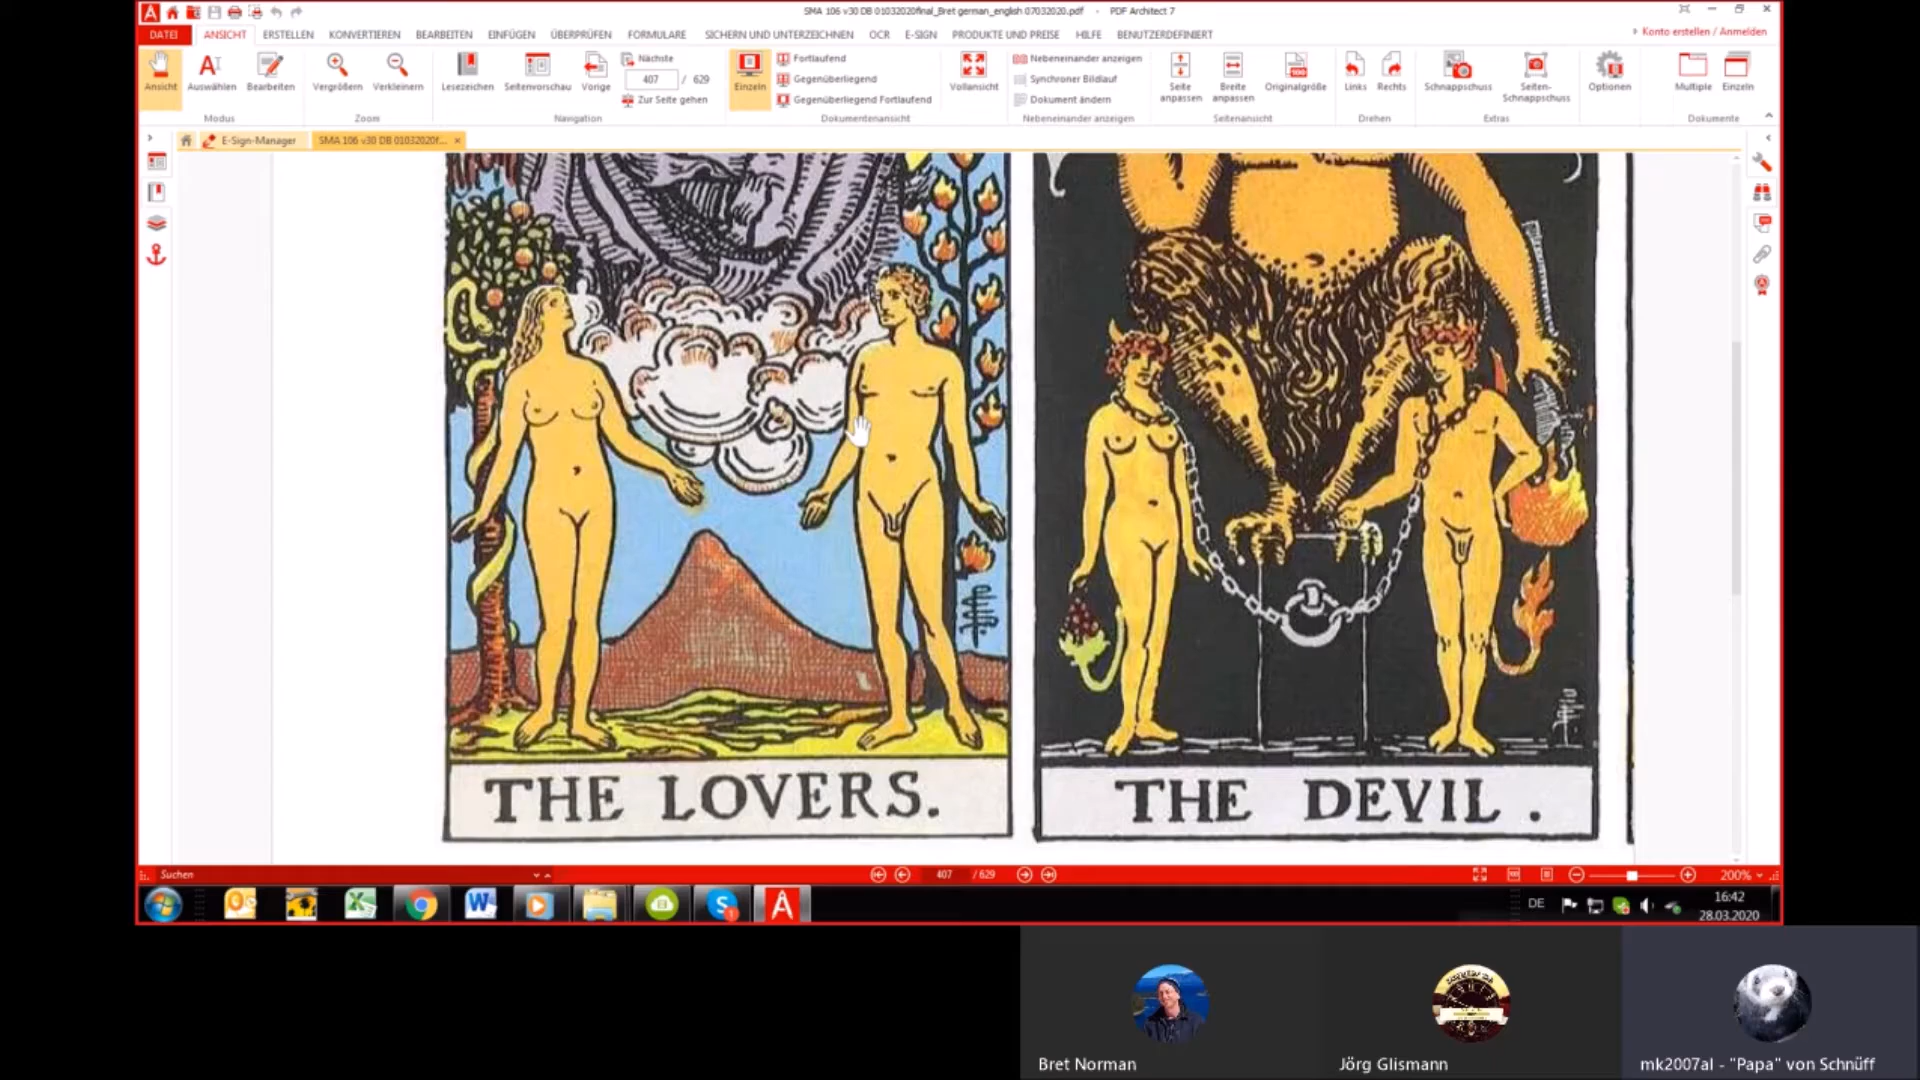 SMA 106 v30 DB 01032020final_Bret german_english 07032020.pdf - PDF Architect 7
DATEI ANSICHT ERSTELLEN KONVERTIEREN BEARBEITEN EINFÜGEN ÜBERPRÜFEN FORMULARE SICHERN UND UNTERZEICHNEN OCR E-SIGN PRODUKTE UND PREISE HILFE BENUTZERDEFINIERT
Konto erstellen / Anmelden
Ansicht Auswählen Bearbeiten
Modus
Vergrößern Verkleinern
Zoom
Lesezeichen Seitenvorschau Vorige
Nächste
407 / 629
Zur Seite gehen
Navigation
Einzeln
Fortlaufend
Gegenüberliegend
Gegenüberliegend Fortlaufend
Vollansicht
Dokumentenansicht
Nebeneinander anzeigen
Synchroner Bildlauf
Dokument ändern
Nebeneinander anzeigen
Seite anpassen
Breite anpassen
Originalgröße
Seitenansicht
Links Rechts
Drehen
Schnappschuss
Seiten-Schnappschuss
Extras
Optionen
Multiple Einzeln
Dokumente
E-Sign-Manager
SMA 106 v30 DB 01032020f...
THE LOVERS.
THE DEVIL.
Suchen
407 / 629
200%
DE
16:42
28.03.2020
Bret Norman
Jörg Glismann
mk2007al - "Papa" von Schnüff